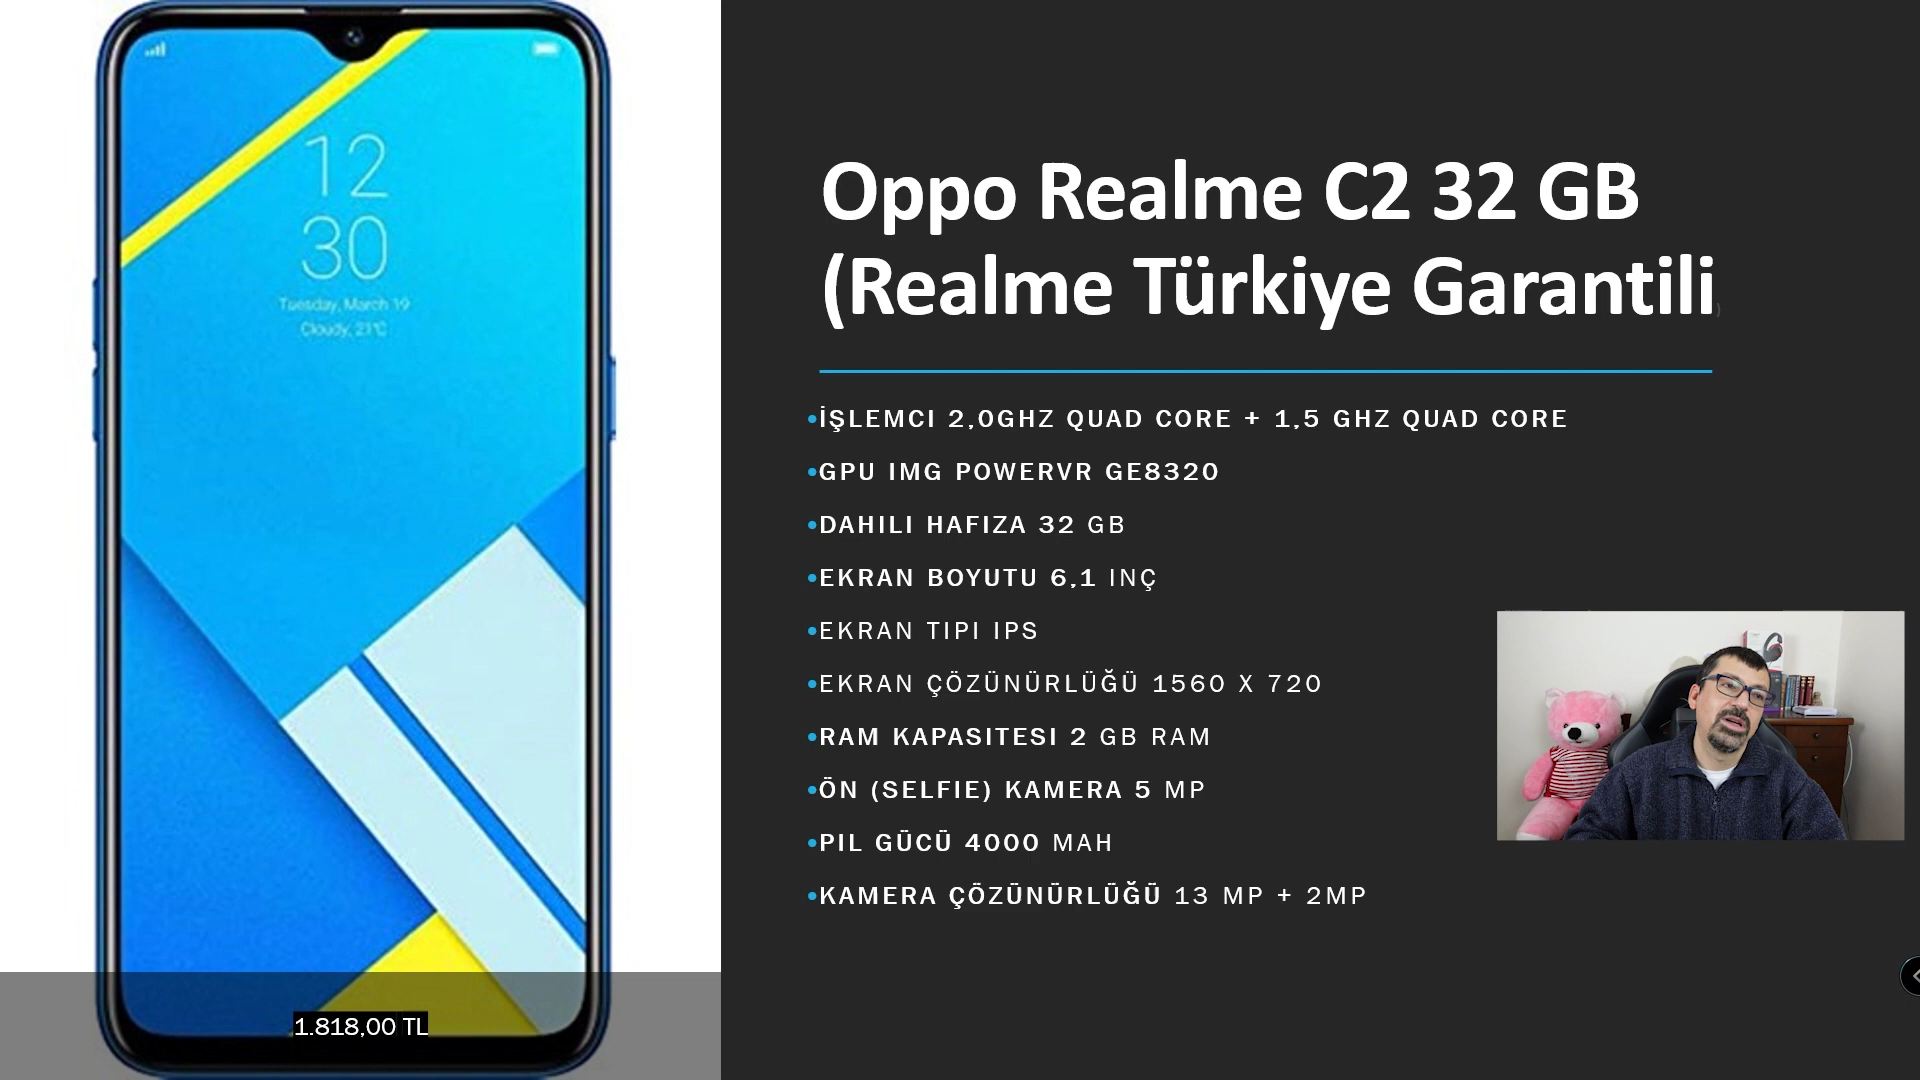 12
30
Tuesday, March 19
Cloudy, 21°C
1.818,00 TL
Oppo Realme C2 32 GB
(Realme Türkiye Garantili)
•İŞLEMCI 2,0GHZ QUAD CORE + 1,5 GHZ QUAD CORE
•GPU IMG POWERVR GE8320
•DAHILI HAFIZA 32 GB
•EKRAN BOYUTU 6,1 INÇ
•EKRAN TIPI IPS
•EKRAN ÇÖZÜNÜRLÜĞÜ 1560 X 720
•RAM KAPASITESI 2 GB RAM
•ÖN (SELFIE) KAMERA 5 MP
•PIL GÜCÜ 4000 MAH
•KAMERA ÇÖZÜNÜRLÜĞÜ 13 MP + 2MP